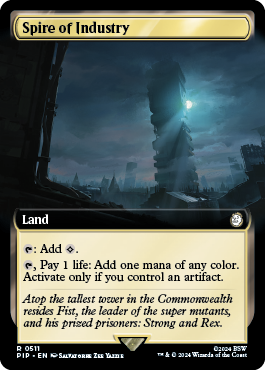 Spire of Industry
Land
: Add .
, Pay 1 life: Add one mana of any color.
Activate only if you control an artifact.
Atop the tallest tower in the Commonwealth
resides Fist, the leader of the super mutants,
and his prized prisoners: Strong and Rex.
R 0511
PIP • EN Salvatorre Zee Yazzie
©2024 BSW
™ & © 2024 Wizards of the Coast